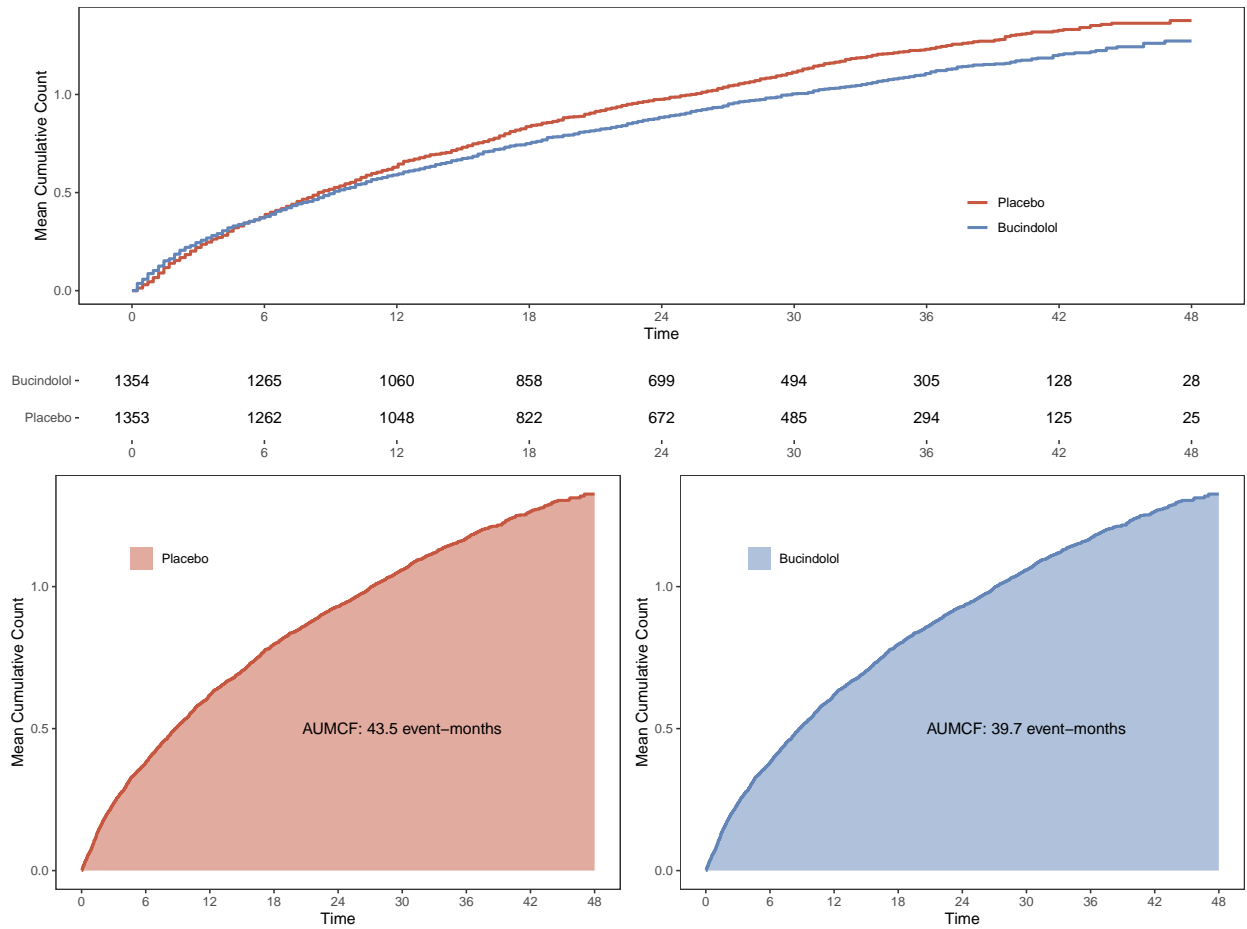 Mean Cumulative Count
1.0
0.5
0.0
Placebo
Bucindolol
0 6 12 18 24 30 36 42 48
Time
Bucindolol 1354 1265 1060 858 699 494 305 128 28
Placebo 1353 1262 1048 822 672 485 294 125 25
0 6 12 18 24 30 36 42 48
Mean Cumulative Count
1.0
0.5
0.0
Placebo
AUMCF: 43.5 event−months
0 6 12 18 24 30 36 42 48
Time
Mean Cumulative Count
1.0
0.5
0.0
Bucindolol
AUMCF: 39.7 event−months
0 6 12 18 24 30 36 42 48
Time